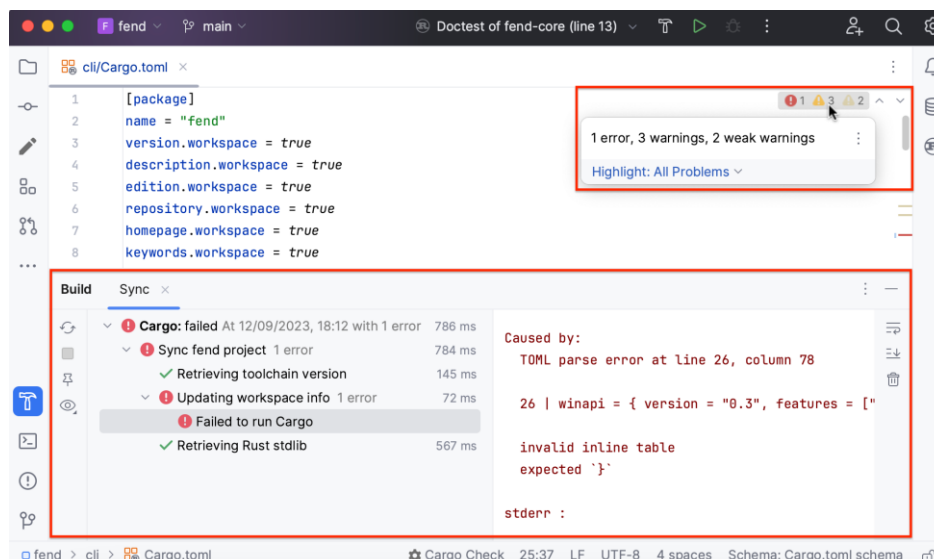 F fend main Doctest of fend-core (line 13)
cli/Cargo.toml
1 [package]
2 name = "fend"
3 version.workspace = true
4 description.workspace = true
5 edition.workspace = true
6 repository.workspace = true
7 homepage.workspace = true
8 keywords.workspace = true
1 3 2
1 error, 3 warnings, 2 weak warnings
Highlight: All Problems
Build Sync
Cargo: failed At 12/09/2023, 18:12 with 1 error 786 ms
Sync fend project 1 error 784 ms
Retrieving toolchain version 145 ms
Updating workspace info 1 error 72 ms
Failed to run Cargo
Retrieving Rust stdlib 567 ms
Caused by:
TOML parse error at line 26, column 78
26 | winapi = { version = "0.3", features = ["
invalid inline table
expected `}`
stderr :
fend > cli > Cargo.toml Cargo Check 25:37 LF UTF-8 4 spaces Schema: Cargo.toml schema